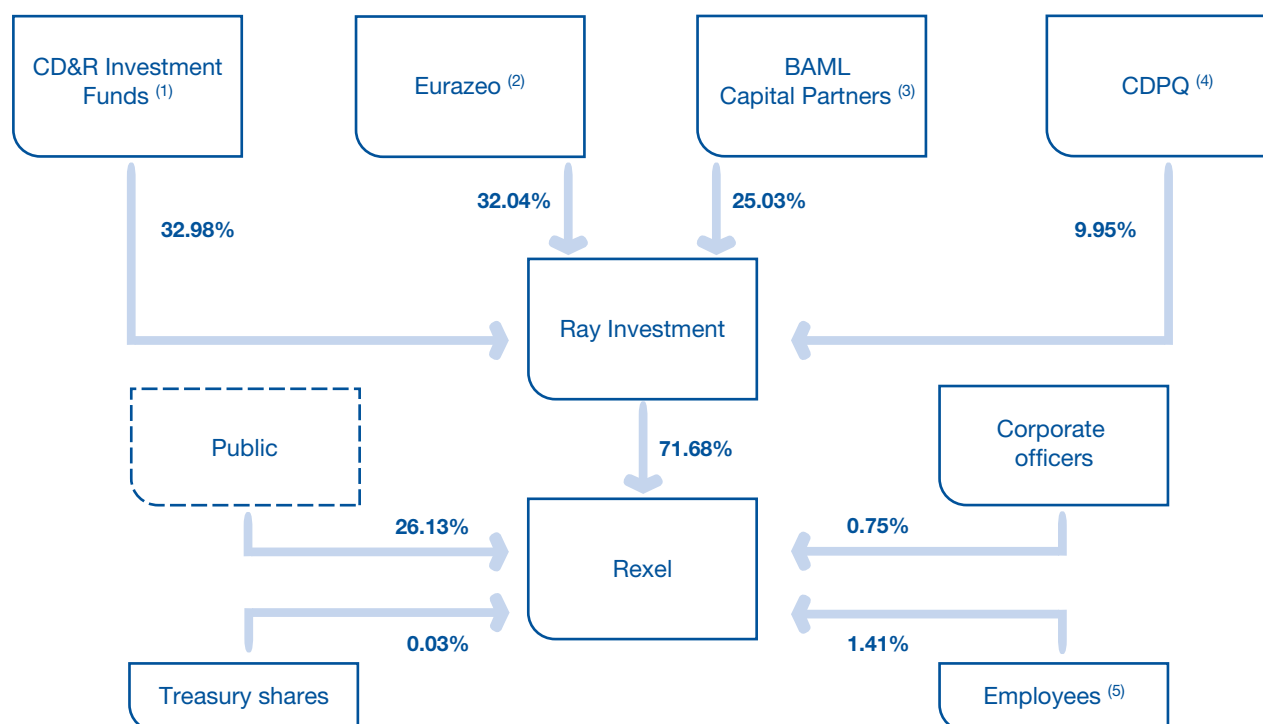 CD&R Investment
Funds (1)
Eurazeo (2)
BAML
Capital Partners (3)
CDPQ (4)
32.98%
32.04%
25.03%
9.95%
Ray Investment
71.68%
Public
Corporate
officers
26.13%
0.75%
Rexel
0.03%
1.41%
Treasury shares
Employees (5)